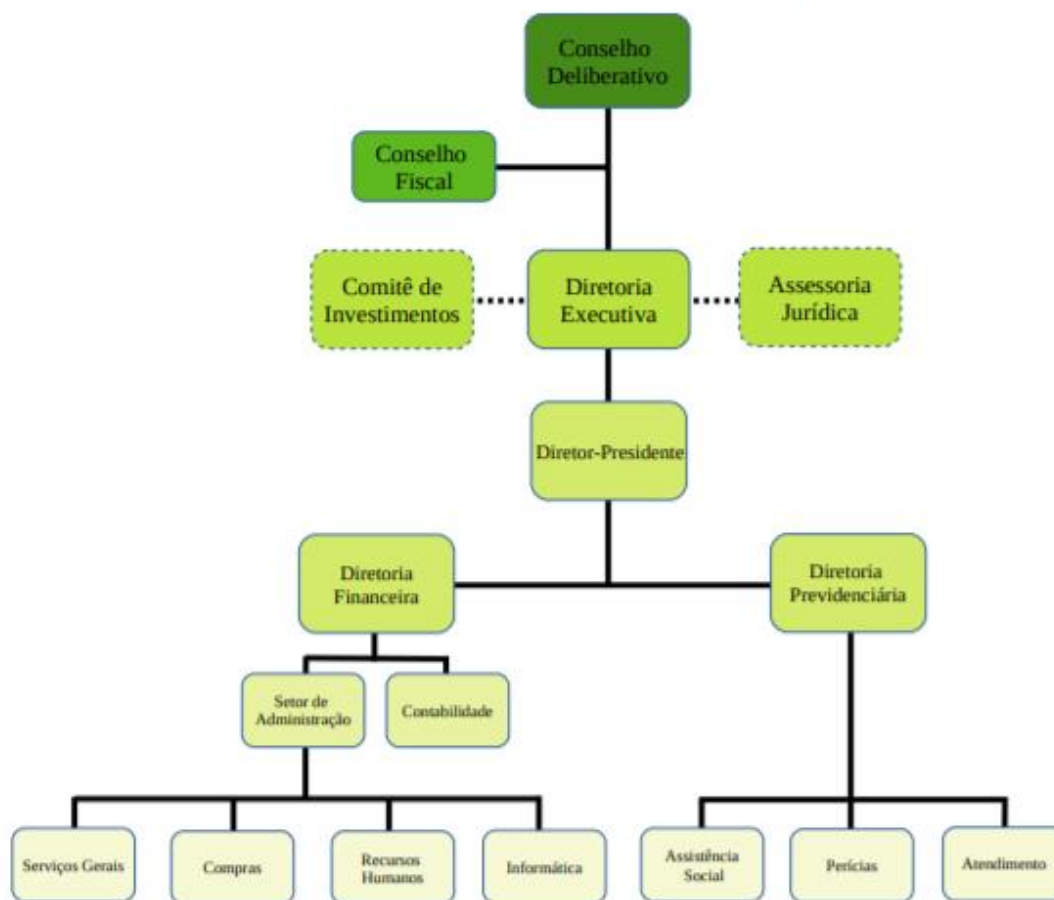 Conselho
Deliberativo
Conselho
Fiscal
Comitê de
Investimentos
Diretoria
Executiva
Assessoria
Jurídica
Diretor-Presidente
Diretoria
Financeira
Diretoria
Previdenciária
Setor de
Administração
Contabilidade
Serviços Gerais
Compras
Recursos
Humanos
Informática
Assistência
Social
Perícias
Atendimento